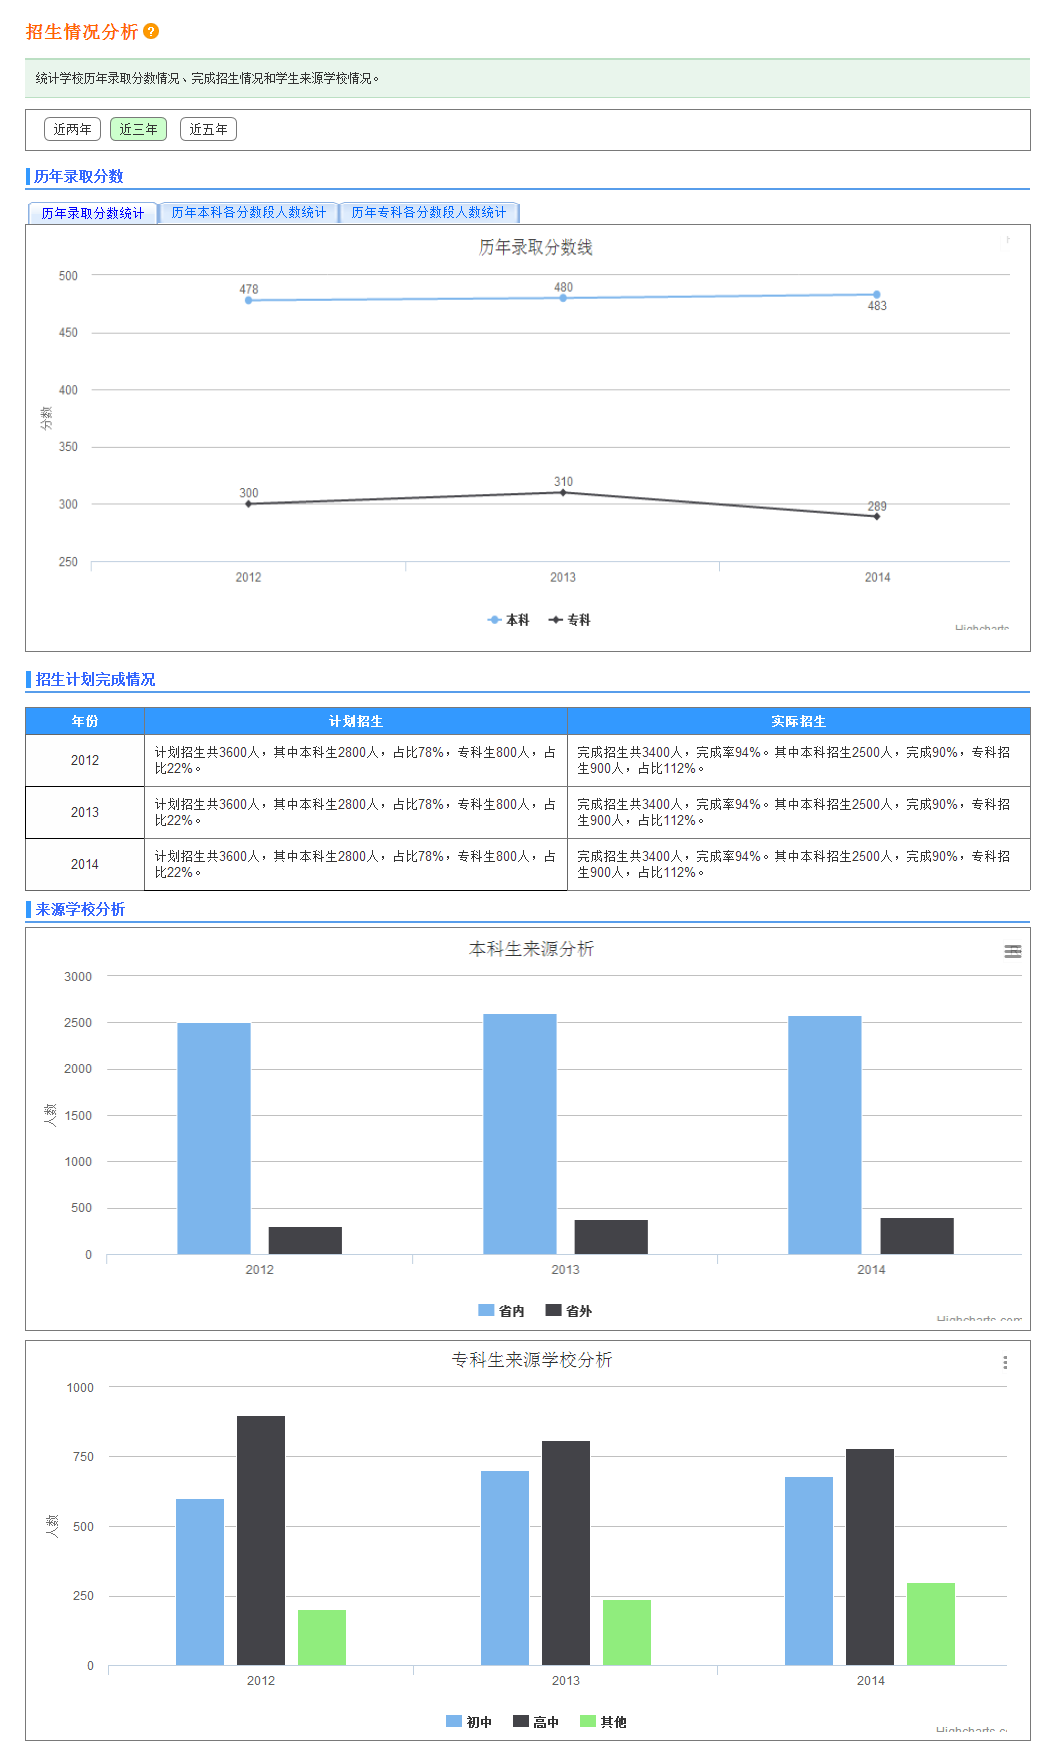 招生情况分析 ?
统计学校历年录取分数情况、完成招生情况和学生来源学校情况。
近两年 近三年 近五年
历年录取分数
历年录取分数统计 历年本科各分数段人数统计 历年专科各分数段人数统计
历年录取分数线
500
450
400
350
300
250
分数
478 480 483
300 310 289
2012 2013 2014
本科 专科
Highcharts
招生计划完成情况
年份 计划招生 实际招生
2012
计划招生共3600人，其中本科生2800人，占比78%，专科生800人，占
比22%。
完成招生共3400人，完成率94%。其中本科招生2500人，完成90%，专科招
生900人，占比112%。
2013
计划招生共3600人，其中本科生2800人，占比78%，专科生800人，占
比22%。
完成招生共3400人，完成率94%。其中本科招生2500人，完成90%，专科招
生900人，占比112%。
2014
计划招生共3600人，其中本科生2800人，占比78%，专科生800人，占
比22%。
完成招生共3400人，完成率94%。其中本科招生2500人，完成90%，专科招
生900人，占比112%。
来源学校分析
本科生来源分析
3000
2500
2000
1500
1000
500
0
人数
2012 2013 2014
省内 省外
Highcharts.com
专科生来源学校分析
1000
750
500
250
0
人数
2012 2013 2014
初中 高中 其他
Highcharts.c